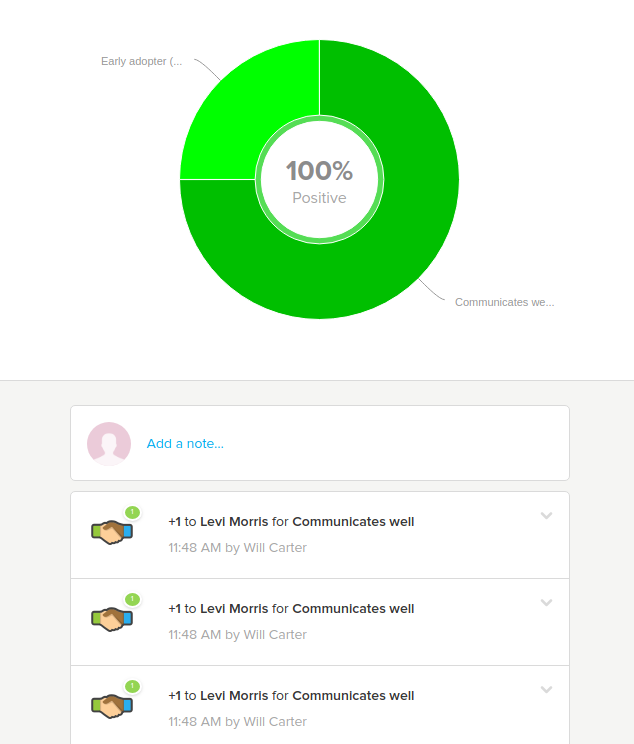 Early adopter (...
100%
Positive
Communicates we...
Add a note...
1
+1 to Levi Morris for Communicates well
11:48 AM by Will Carter
1
+1 to Levi Morris for Communicates well
11:48 AM by Will Carter
1
+1 to Levi Morris for Communicates well
11:48 AM by Will Carter